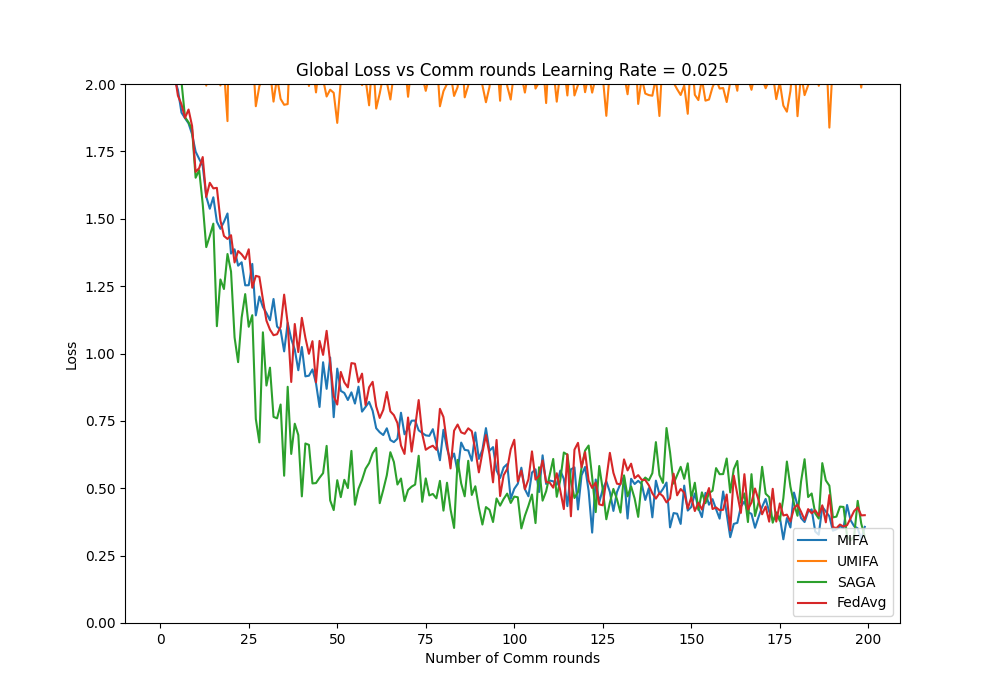 Global Loss vs Comm rounds Learning Rate = 0.025
2.00
1.75
1.50
1.25
1.00
0.75
0.50
0.25
0.00
Loss
MIFA
UMIFA
SAGA
FedAvg
0 25 50 75 100 125 150 175 200
Number of Comm rounds